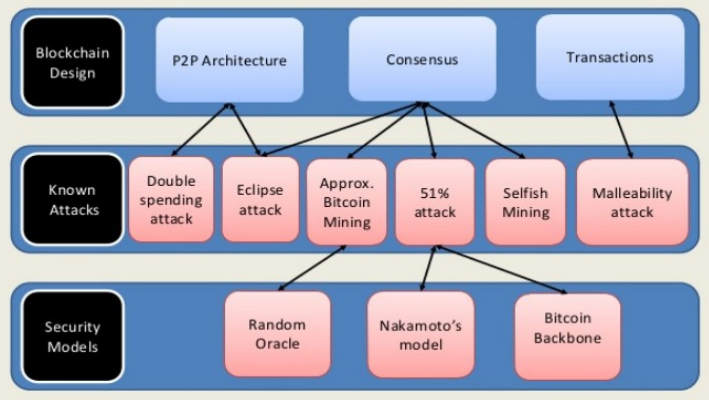 Blockchain
Design
P2P Architecture
Consensus
Transactions
Known
Attacks
Double
spending
attack
Eclipse
attack
Approx.
Bitcoin
Mining
51%
attack
Selfish
Mining
Malleability
attack
Security
Models
Random
Oracle
Nakamoto's
model
Bitcoin
Backbone